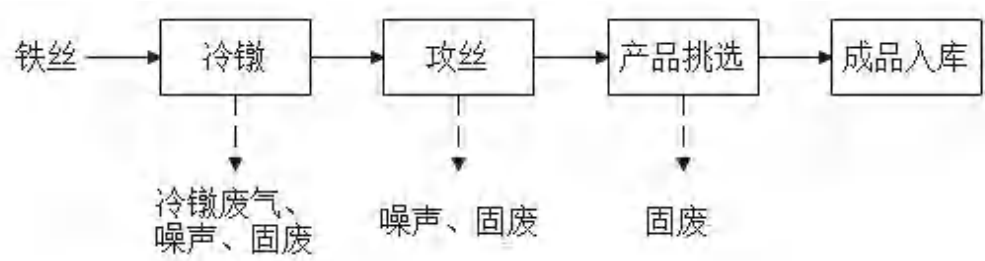 铁丝
冷镦
攻丝
产品挑选
成品入库
冷镦废气、
噪声、固废
噪声、固废
固废